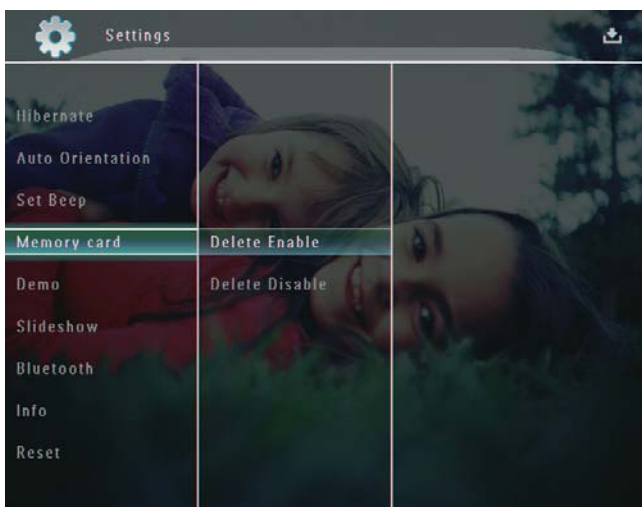 Settings
Hibernate
Auto Orientation
Set Beep
Memory card
Delete Enable
Demo
Delete Disable
Slideshow
Bluetooth
Info
Reset